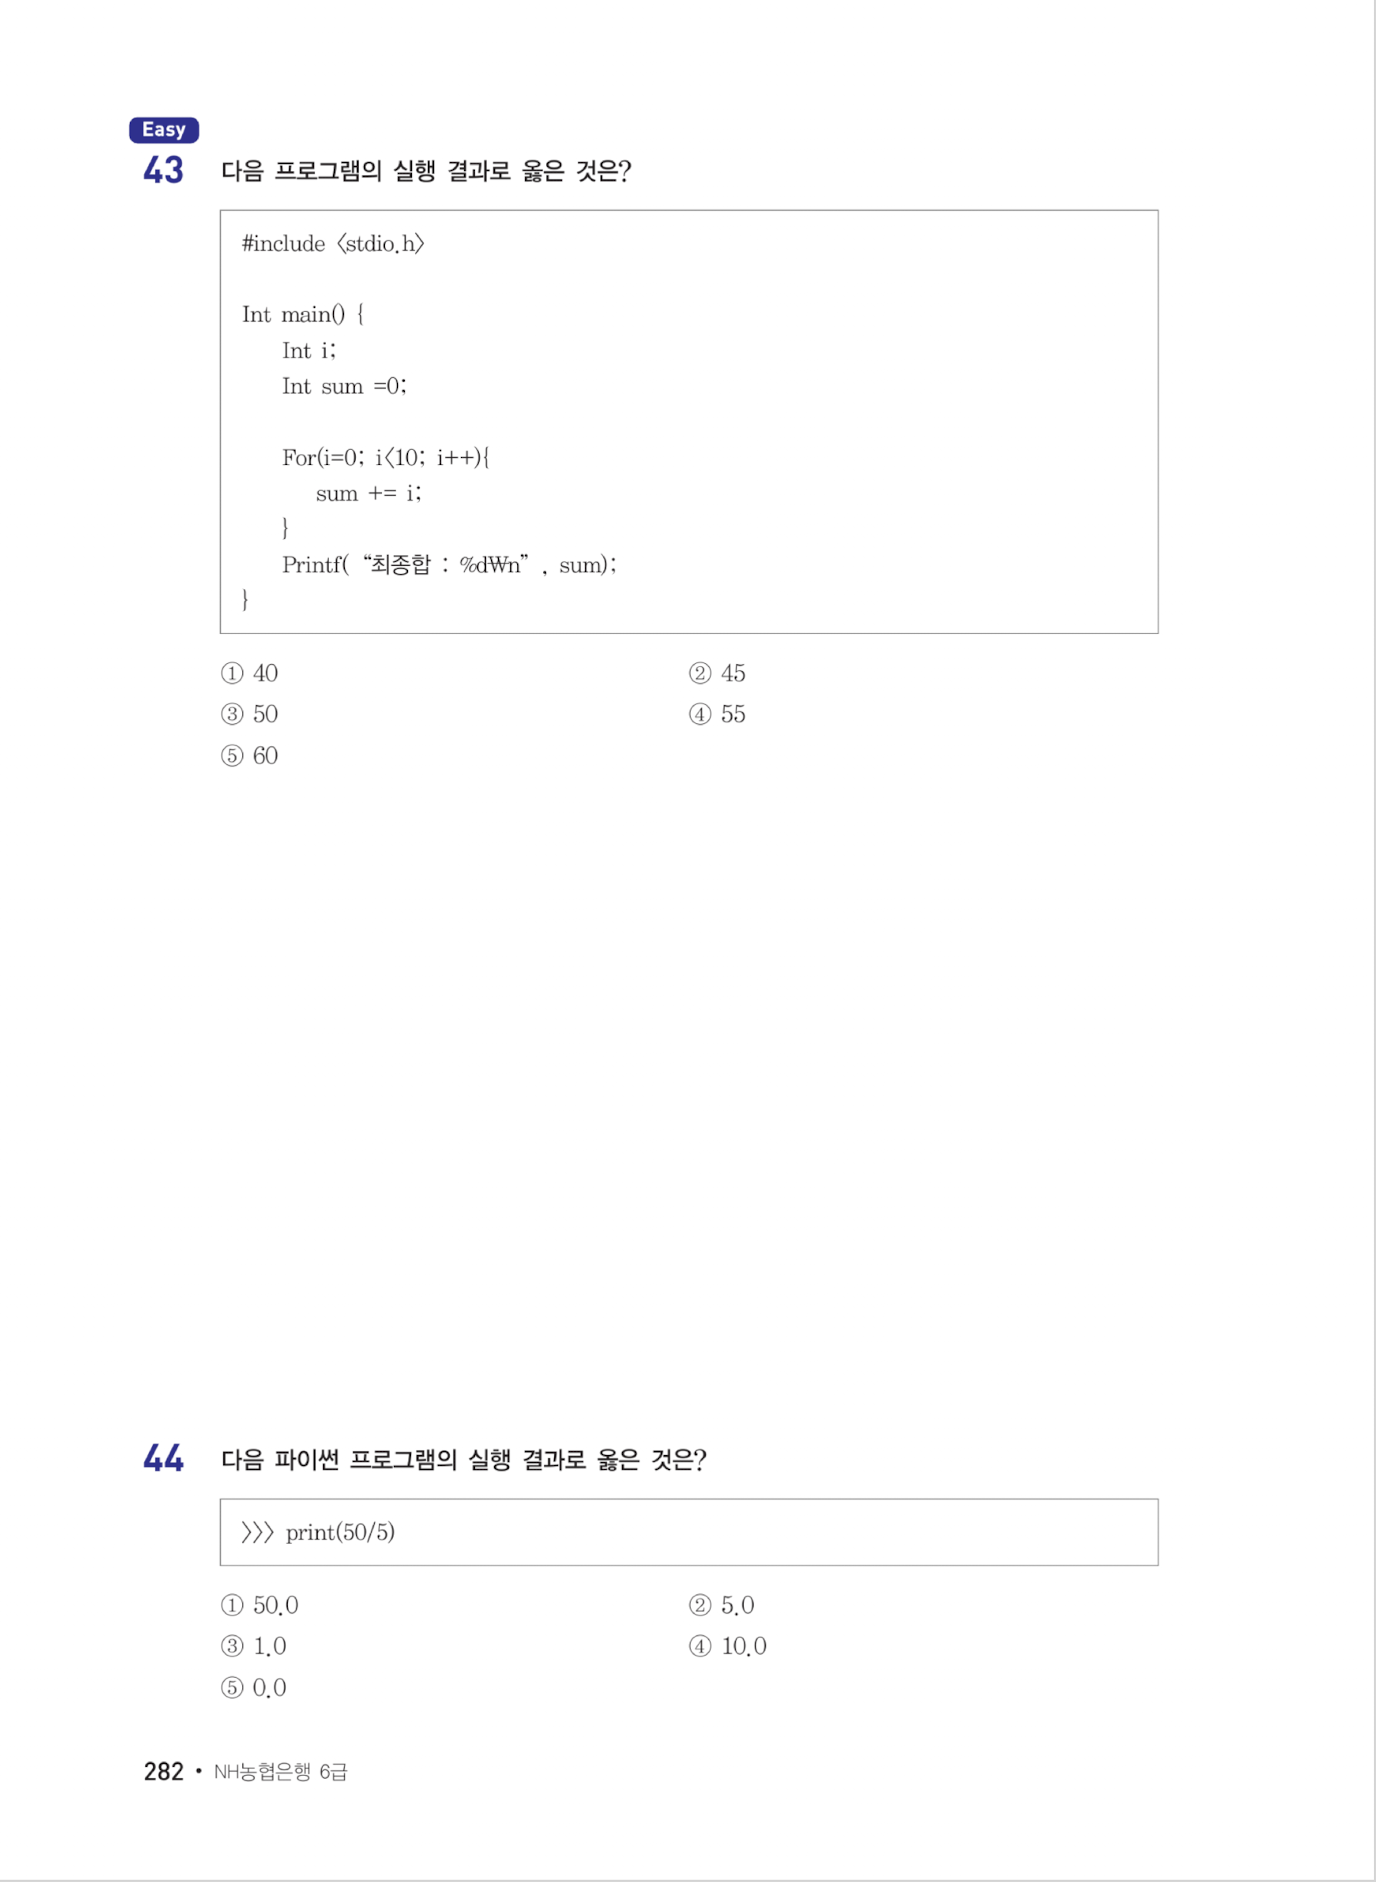 Easy
43 다음 프로그램의 실행 결과로 옳은 것은?
#include 〈stdio.h〉
Int main() {
Int i;
Int sum =0;
For(i=0; i〈10; i++){
sum += i;
}
Printf( “최종합 : %d₩n” , sum);
}
① 40 ② 45
③ 50 ④ 55
⑤ 60
44 다음 파이썬 프로그램의 실행 결과로 옳은 것은?
〉〉〉 print(50/5)
① 50.0 ② 5.0
③ 1.0 ④ 10.0
⑤ 0.0
282 • NH농협은행 6급